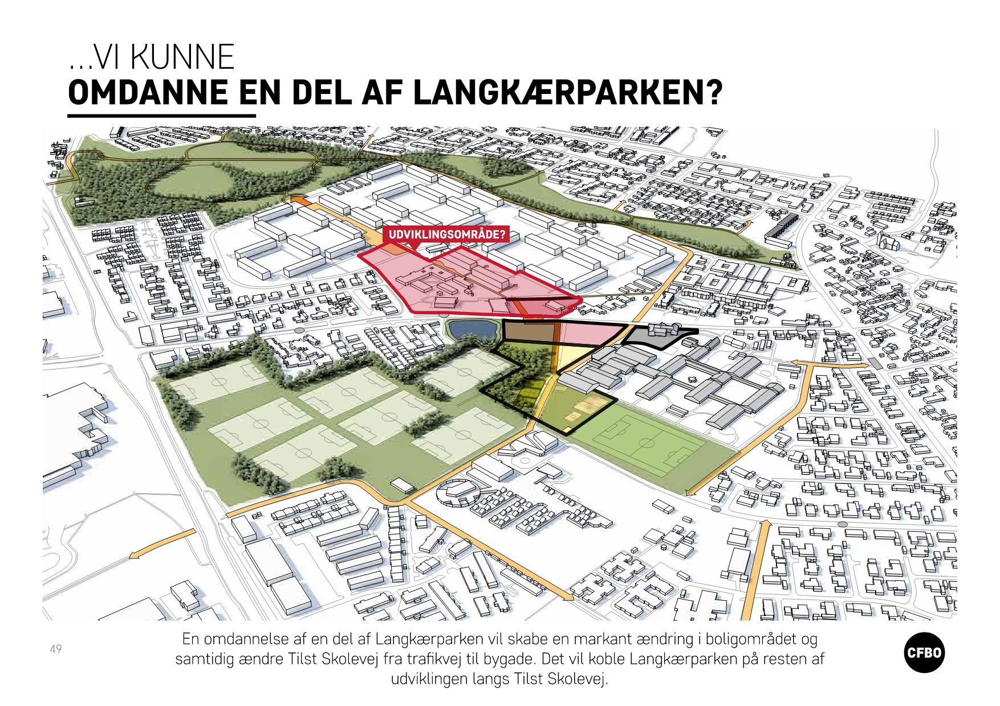 ...VI KUNNE
OMDANNE EN DEL AF LANGKÆRPARKEN?
UDVIKLINGSOMRÅDE?
En omdannelse af en del af Langkærparken vil skabe en markant ændring i boligområdet og
samtidig ændre Tilst Skolevej fra trafikvej til bygade. Det vil koble Langkærparken på resten af
udviklingen langs Tilst Skolevej.
49
CFBO